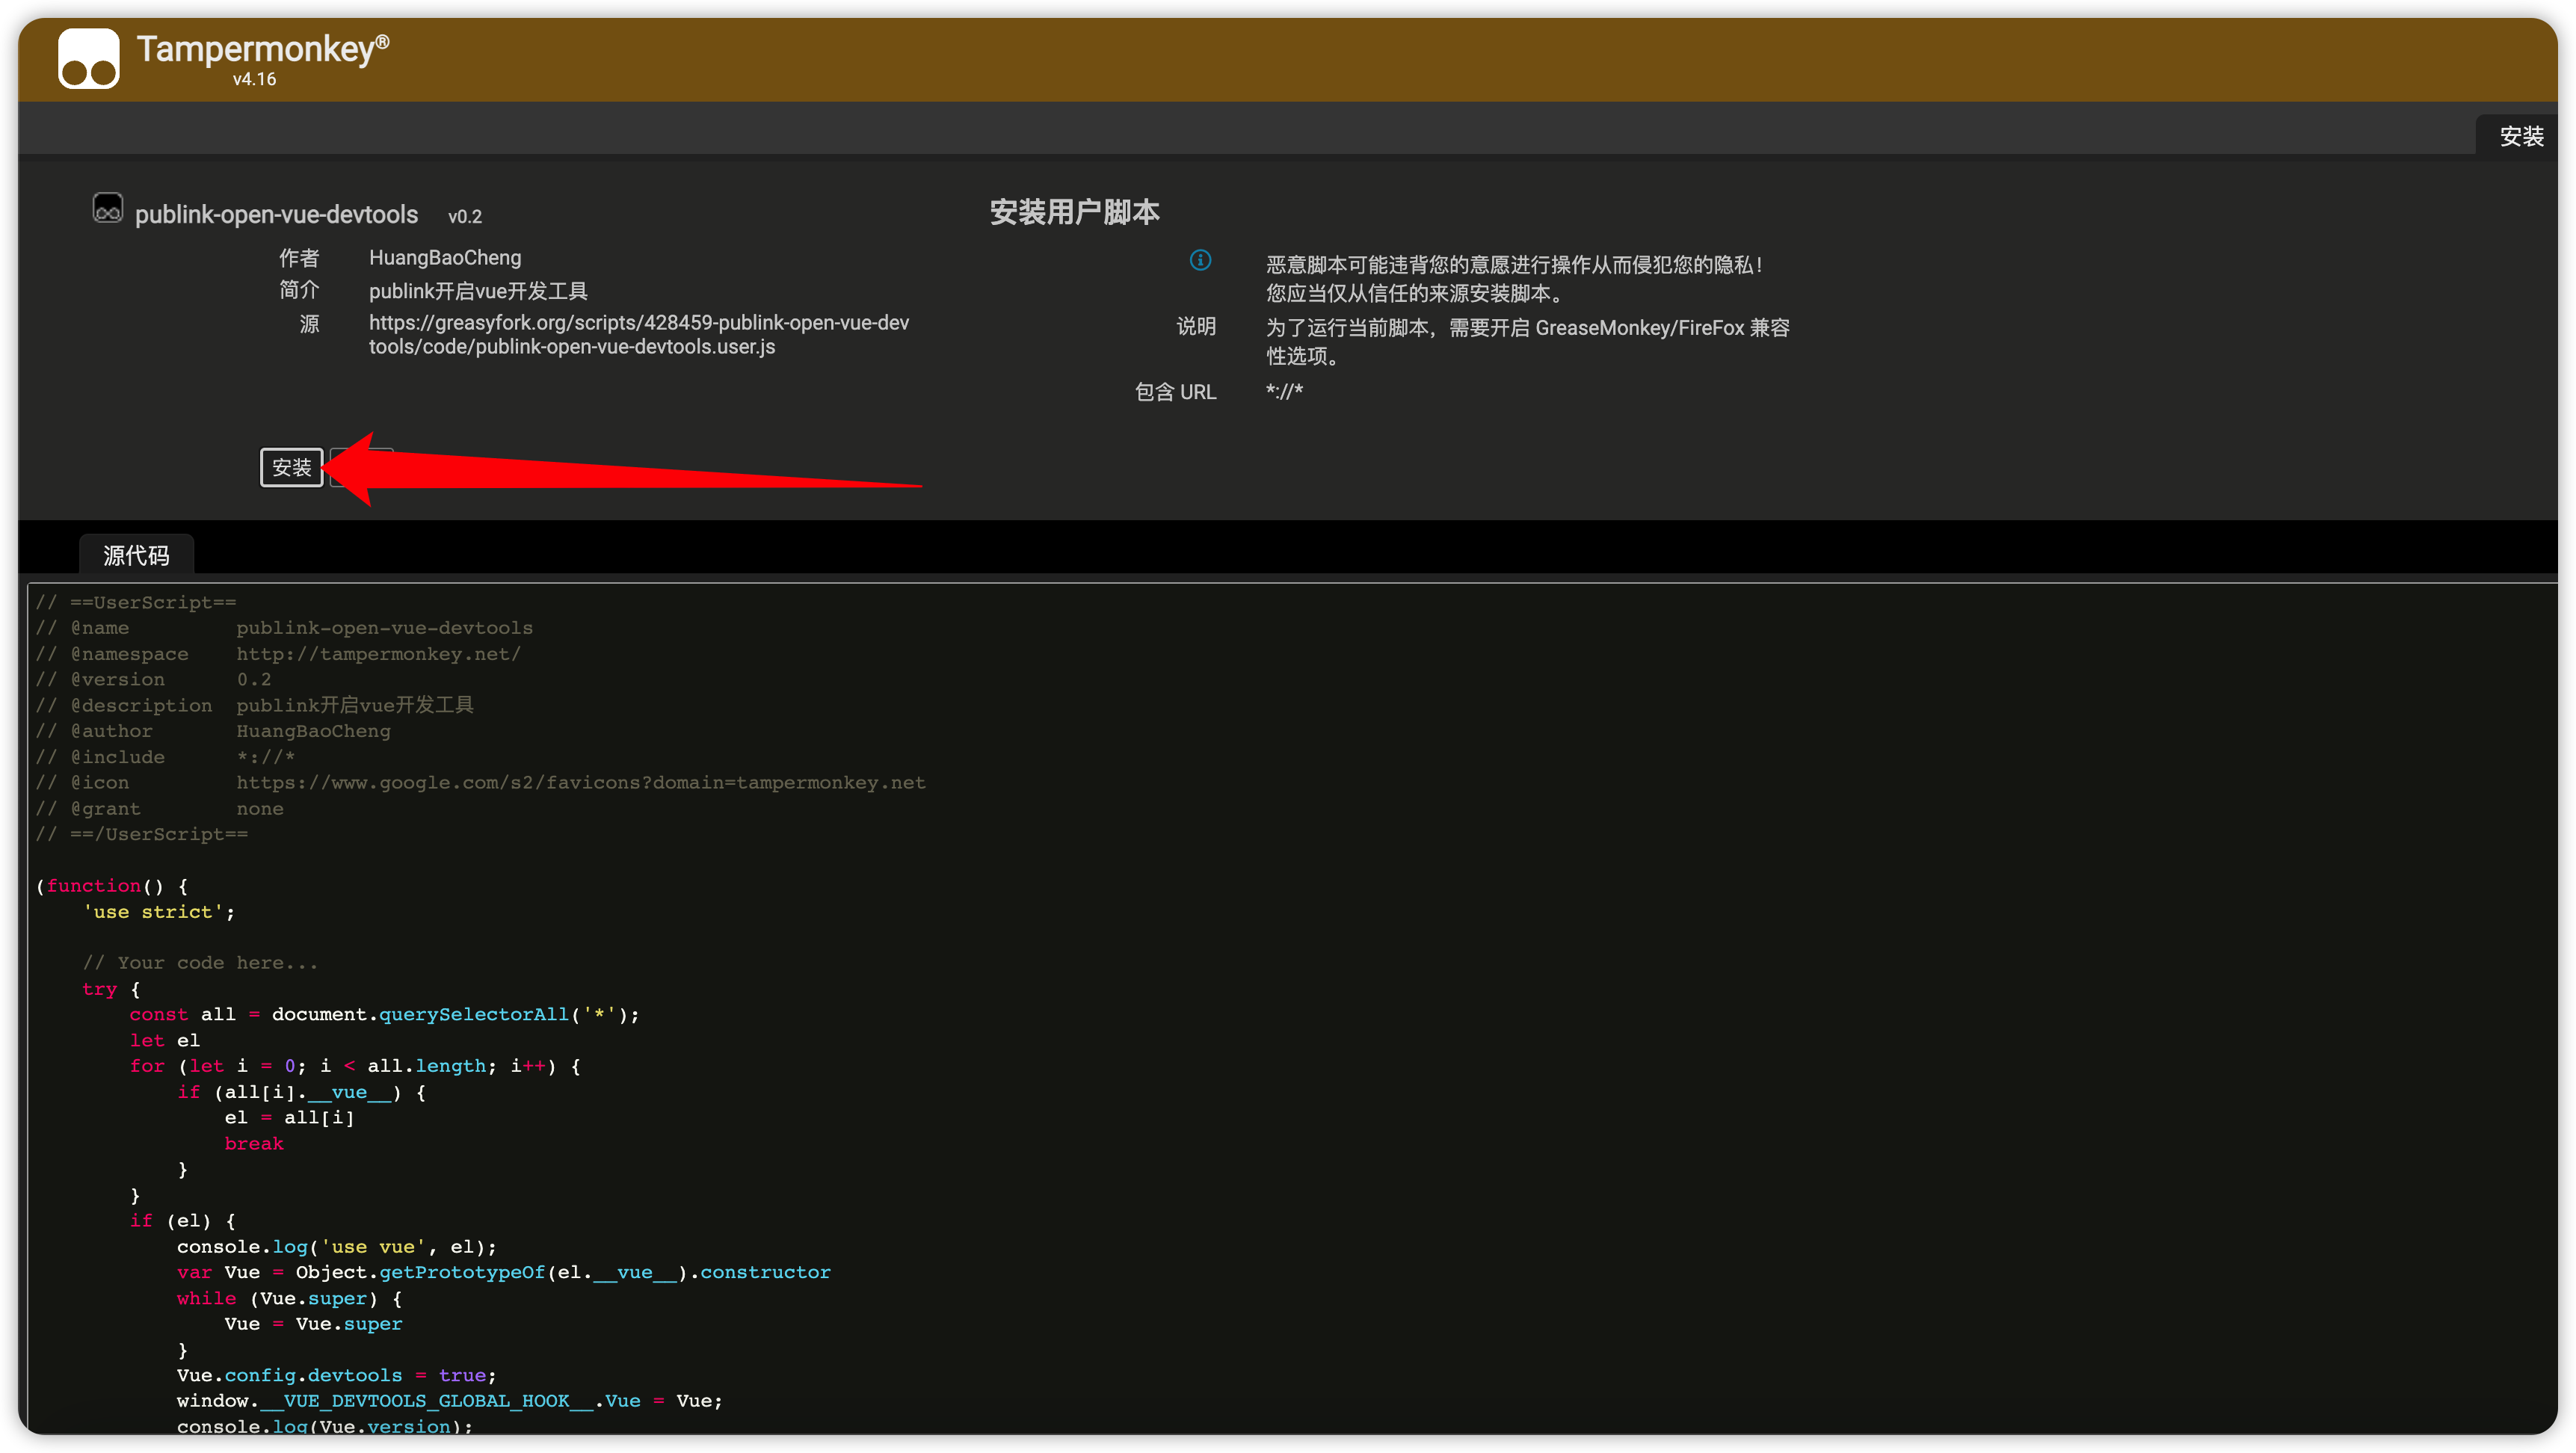 Tampermonkey®
v4.16
安装
publink-open-vue-devtools v0.2
作者 HuangBaoCheng
简介 publink开启vue开发工具
源 https://greasyfork.org/scripts/428459-publink-open-vue-dev
tools/code/publink-open-vue-devtools.user.js
安装用户脚本
恶意脚本可能违背您的意愿进行操作从而侵犯您的隐私！
您应当仅从信任的来源安装脚本。
说明 为了运行当前脚本，需要开启 GreaseMonkey/FireFox 兼容
性选项。
包含 URL *://*
安装
源代码
// ==UserScript==
// @name         publink-open-vue-devtools
// @namespace    http://tampermonkey.net/
// @version      0.2
// @description  publink开启vue开发工具
// @author       HuangBaoCheng
// @include      *://*
// @icon         https://www.google.com/s2/favicons?domain=tampermonkey.net
// @grant        none
// ==/UserScript==
(function() {
    'use strict';
    // Your code here...
    try {
        const all = document.querySelectorAll('*');
        let el
        for (let i = 0; i < all.length; i++) {
            if (all[i].__vue__) {
                el = all[i]
                break
            }
        }
        if (el) {
            console.log('use vue', el);
            var Vue = Object.getPrototypeOf(el.__vue__).constructor
            while (Vue.super) {
                Vue = Vue.super
            }
            Vue.config.devtools = true;
            window.__VUE_DEVTOOLS_GLOBAL_HOOK__.Vue = Vue;
            console.log(Vue.version);